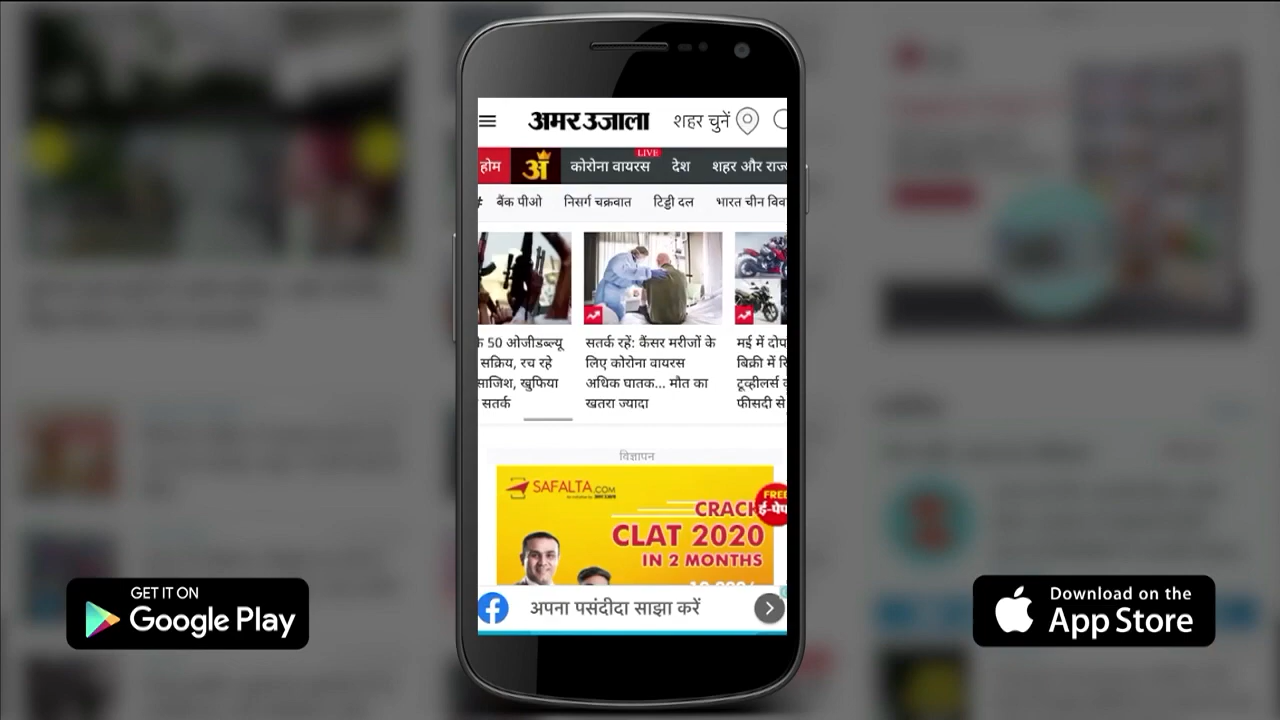 अमर उजाला
शहर चुनें
LIVE
होम
अ
कोरोना वायरस
देश
शहर और राज्य
# बैंक पीओ
निसर्ग चक्रवात
टिड्डी दल
भारत चीन विवा
के 50 ओजीडब्ल्यू
सक्रिय, रच रहे
साजिश, खुफिया
सतर्क
सतर्क रहें: कैंसर मरीजों के
लिए कोरोना वायरस
अधिक घातक... मौत का
खतरा ज्यादा
मई में दोप
बिक्री में
टूव्हीलर्स
फीसदी से
विज्ञापन
SAFALTA.COM
FREE
ई-पेप
CRACK
CLAT 2020
IN 2 MONTHS
अपना पसंदीदा साझा करें
GET IT ON
Google Play
Download on the
App Store